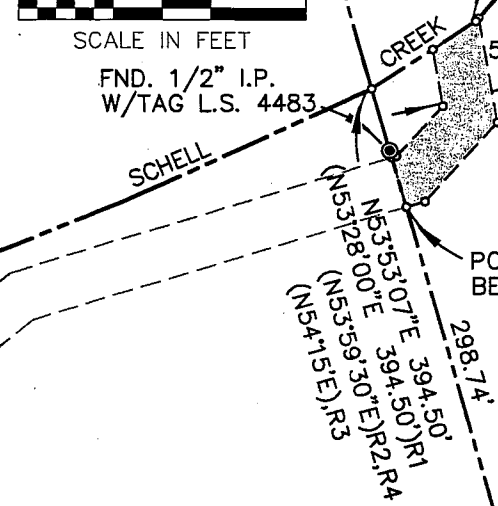 SCALE IN FEET
FND. 1/2" I.P.
W/TAG L.S. 4483
SCHELL CREEK
5
N53°53'07"E 394.50'
(N53°28'00"E 394.50')R1
(N53°59'30"E)R2,R4
(N54°15'E),R3
298.74'
PO
BE